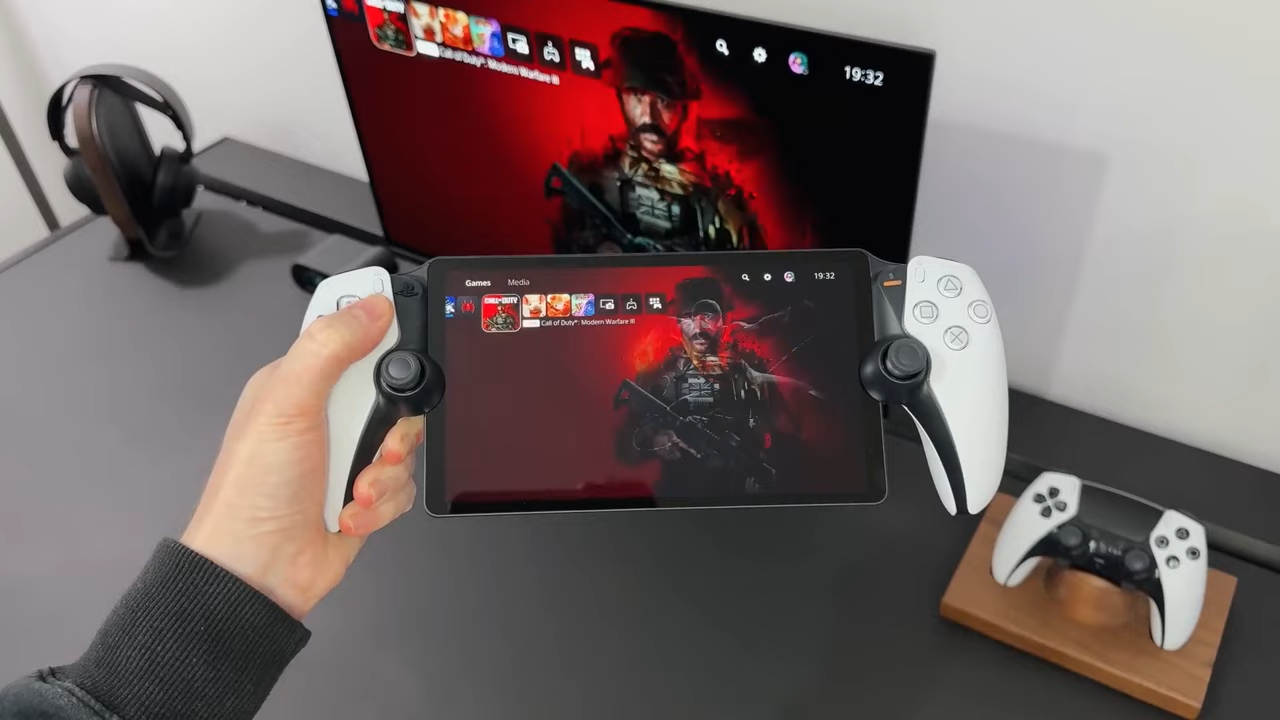 Call of Duty®: Modern Warfare III
19:32
Games Media
19:32
CALL OF DUTY
Call of Duty®: Modern Warfare III